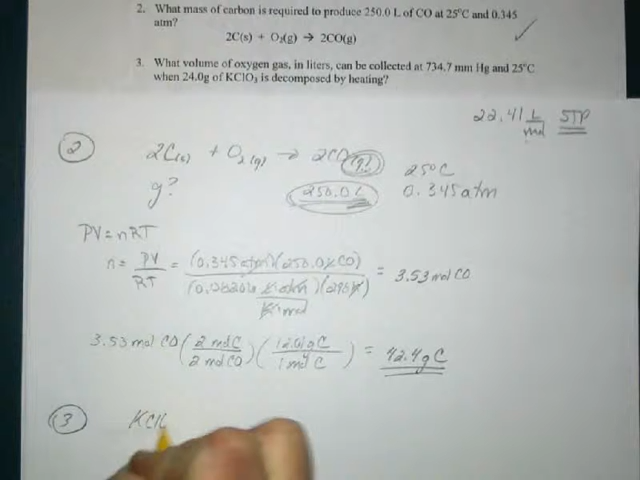 2. What mass of carbon is required to produce 250.0 L of CO at 25°C and 0.345
atm?
2C(s) + O₂(g) → 2CO(g)
3. What volume of oxygen gas, in liters, can be collected at 734.7 mm Hg and 25°C
when 24.0g of KClO₃ is decomposed by heating?
22.41 L/mol STP
2 2C(s) + O₂(g) → 2CO(g)
g? 250.0 L 25°C
0.345 atm
PV = nRT
n = PV/RT = (0.345 atm)(250.0 L CO) / (0.08206 L·atm/K·mol)(298K) = 3.53 mol CO
3.53 mol CO (2 mol C / 2 mol CO) (12.01 g C / 1 mol C) = 42.4 g C
3 KCl